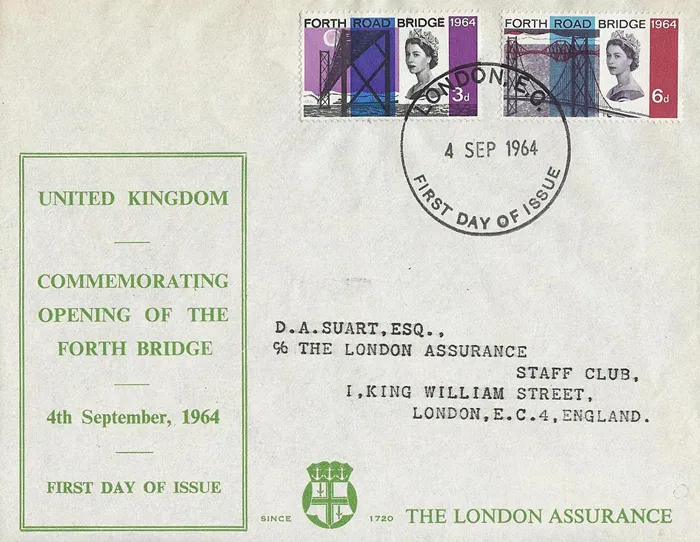 FORTH ROAD BRIDGE 1964
3d
FORTH ROAD BRIDGE 1964
6d
LONDON, E.C.
4 SEP 1964
FIRST DAY OF ISSUE
UNITED KINGDOM
COMMEMORATING
OPENING OF THE
FORTH BRIDGE
4th September, 1964
FIRST DAY OF ISSUE
D.A.SUART,ESQ.,
℅ THE LONDON ASSURANCE
STAFF CLUB,
1,KING WILLIAM STREET,
LONDON,E.C.4,ENGLAND.
SINCE 1720 THE LONDON ASSURANCE